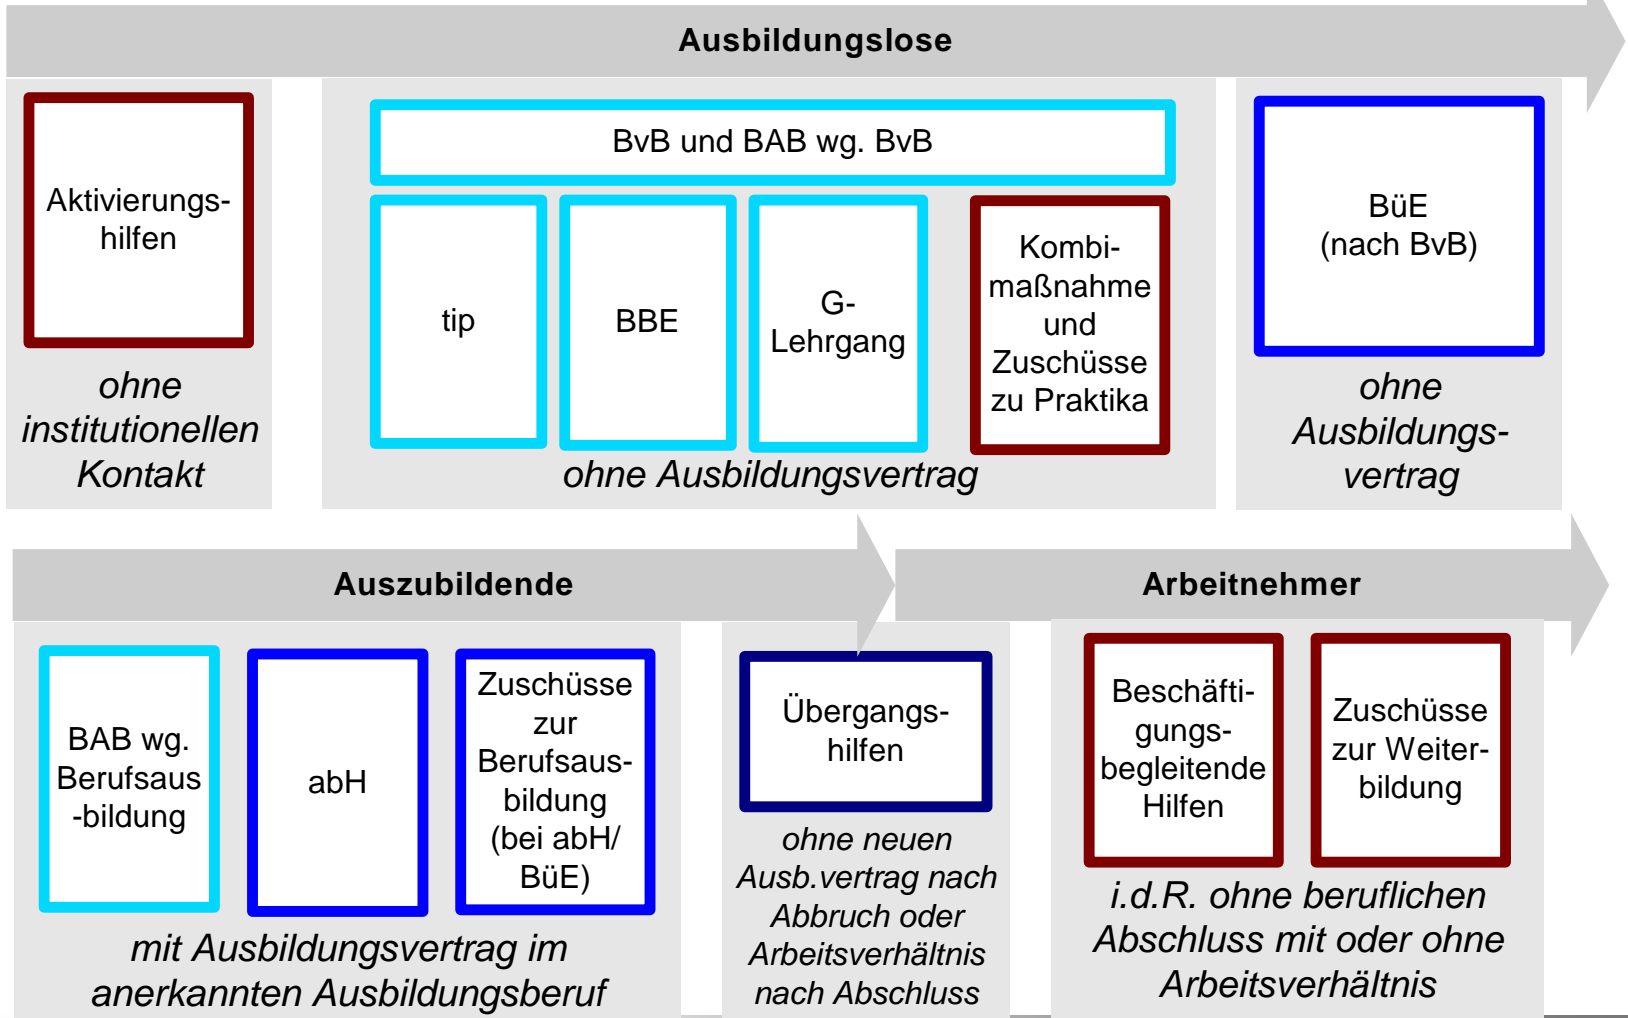 Ausbildungslose
Aktivierungs-
hilfen
ohne
institutionellen
Kontakt
BvB und BAB wg. BvB
tip
BBE
G-
Lehrgang
Kombi-
maßnahme
und
Zuschüsse
zu Praktika
ohne Ausbildungsvertrag
BüE
(nach BvB)
ohne
Ausbildungs-
vertrag
Auszubildende
BAB wg.
Berufsaus
-bildung
abH
Zuschüsse
zur
Berufsaus-
bildung
(bei abH/
BüE)
mit Ausbildungsvertrag im
anerkannten Ausbildungsberuf
Übergangs-
hilfen
ohne neuen
Ausb.vertrag nach
Abbruch oder
Arbeitsverhältnis
nach Abschluss
Arbeitnehmer
Beschäfti-
gungs-
begleitende
Hilfen
Zuschüsse
zur Weiter-
bildung
i.d.R. ohne beruflichen
Abschluss mit oder ohne
Arbeitsverhältnis